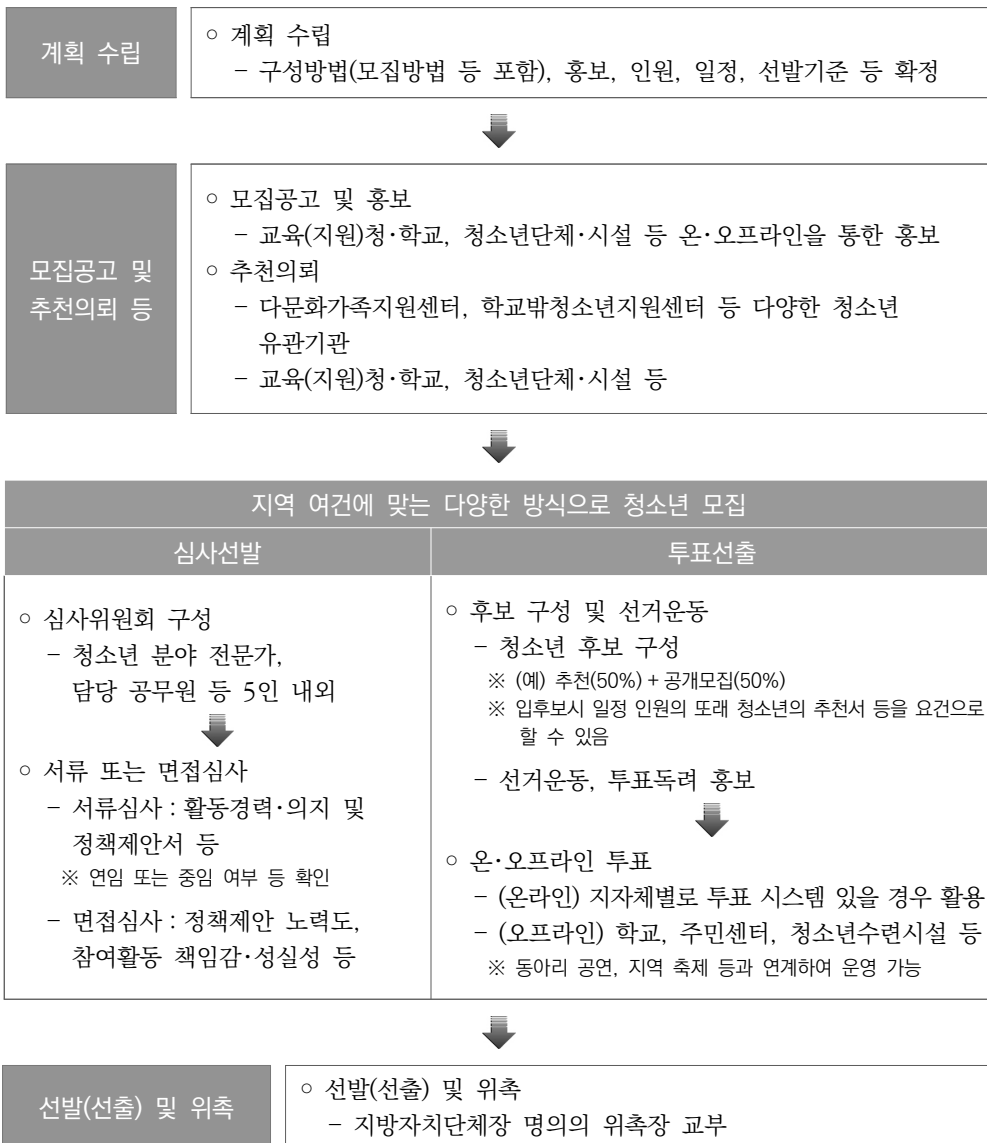 계획 수립
○ 계획 수립
- 구성방법(모집방법 등 포함), 홍보, 인원, 일정, 선발기준 등 확정
모집공고 및
추천의뢰 등
○ 모집공고 및 홍보
- 교육(지원)청·학교, 청소년단체·시설 등 온·오프라인을 통한 홍보
○ 추천의뢰
- 다문화가족지원센터, 학교밖청소년지원센터 등 다양한 청소년
유관기관
- 교육(지원)청·학교, 청소년단체·시설 등
지역 여건에 맞는 다양한 방식으로 청소년 모집
심사선발
○ 심사위원회 구성
- 청소년 분야 전문가,
담당 공무원 등 5인 내외
○ 서류 또는 면접심사
- 서류심사 : 활동경력·의지 및
정책제안서 등
※ 연임 또는 중임 여부 등 확인
- 면접심사 : 정책제안 노력도,
참여활동 책임감·성실성 등
투표선출
○ 후보 구성 및 선거운동
- 청소년 후보 구성
※ (예) 추천(50%) + 공개모집(50%)
※ 입후보시 일정 인원의 또래 청소년의 추천서 등을 요건으로
할 수 있음
- 선거운동, 투표독려 홍보
○ 온·오프라인 투표
- (온라인) 지자체별로 투표 시스템 있을 경우 활용
- (오프라인) 학교, 주민센터, 청소년수련시설 등
※ 동아리 공연, 지역 축제 등과 연계하여 운영 가능
선발(선출) 및 위촉
○ 선발(선출) 및 위촉
- 지방자치단체장 명의의 위촉장 교부